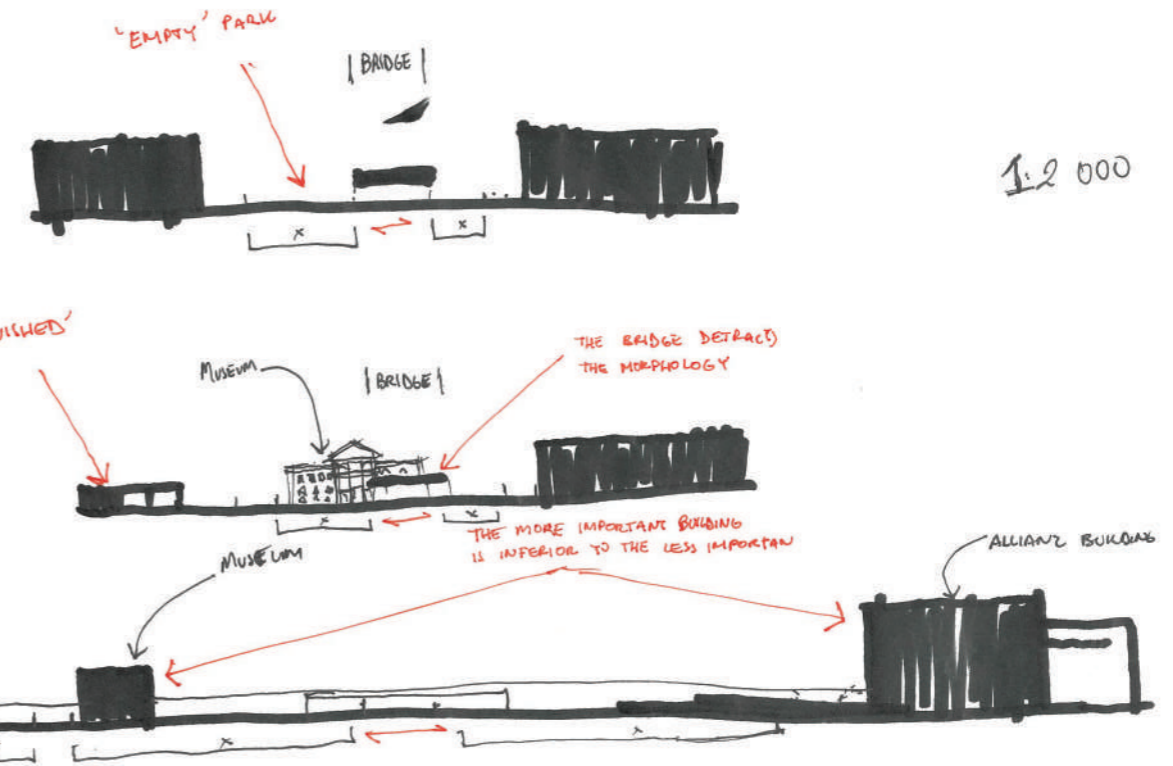 'EMPTY' PARK
| BRIDGE |
1:2 000
x
x
UISHED'
MUSEUM
| BRIDGE |
THE BRIDGE DETRACTS
THE MORPHOLOGY
x
x
THE MORE IMPORTANT BUILDING
IS INFERIOR TO THE LESS IMPORTAN
MUSEUM
ALLIANZ BUILDING
x
x
x